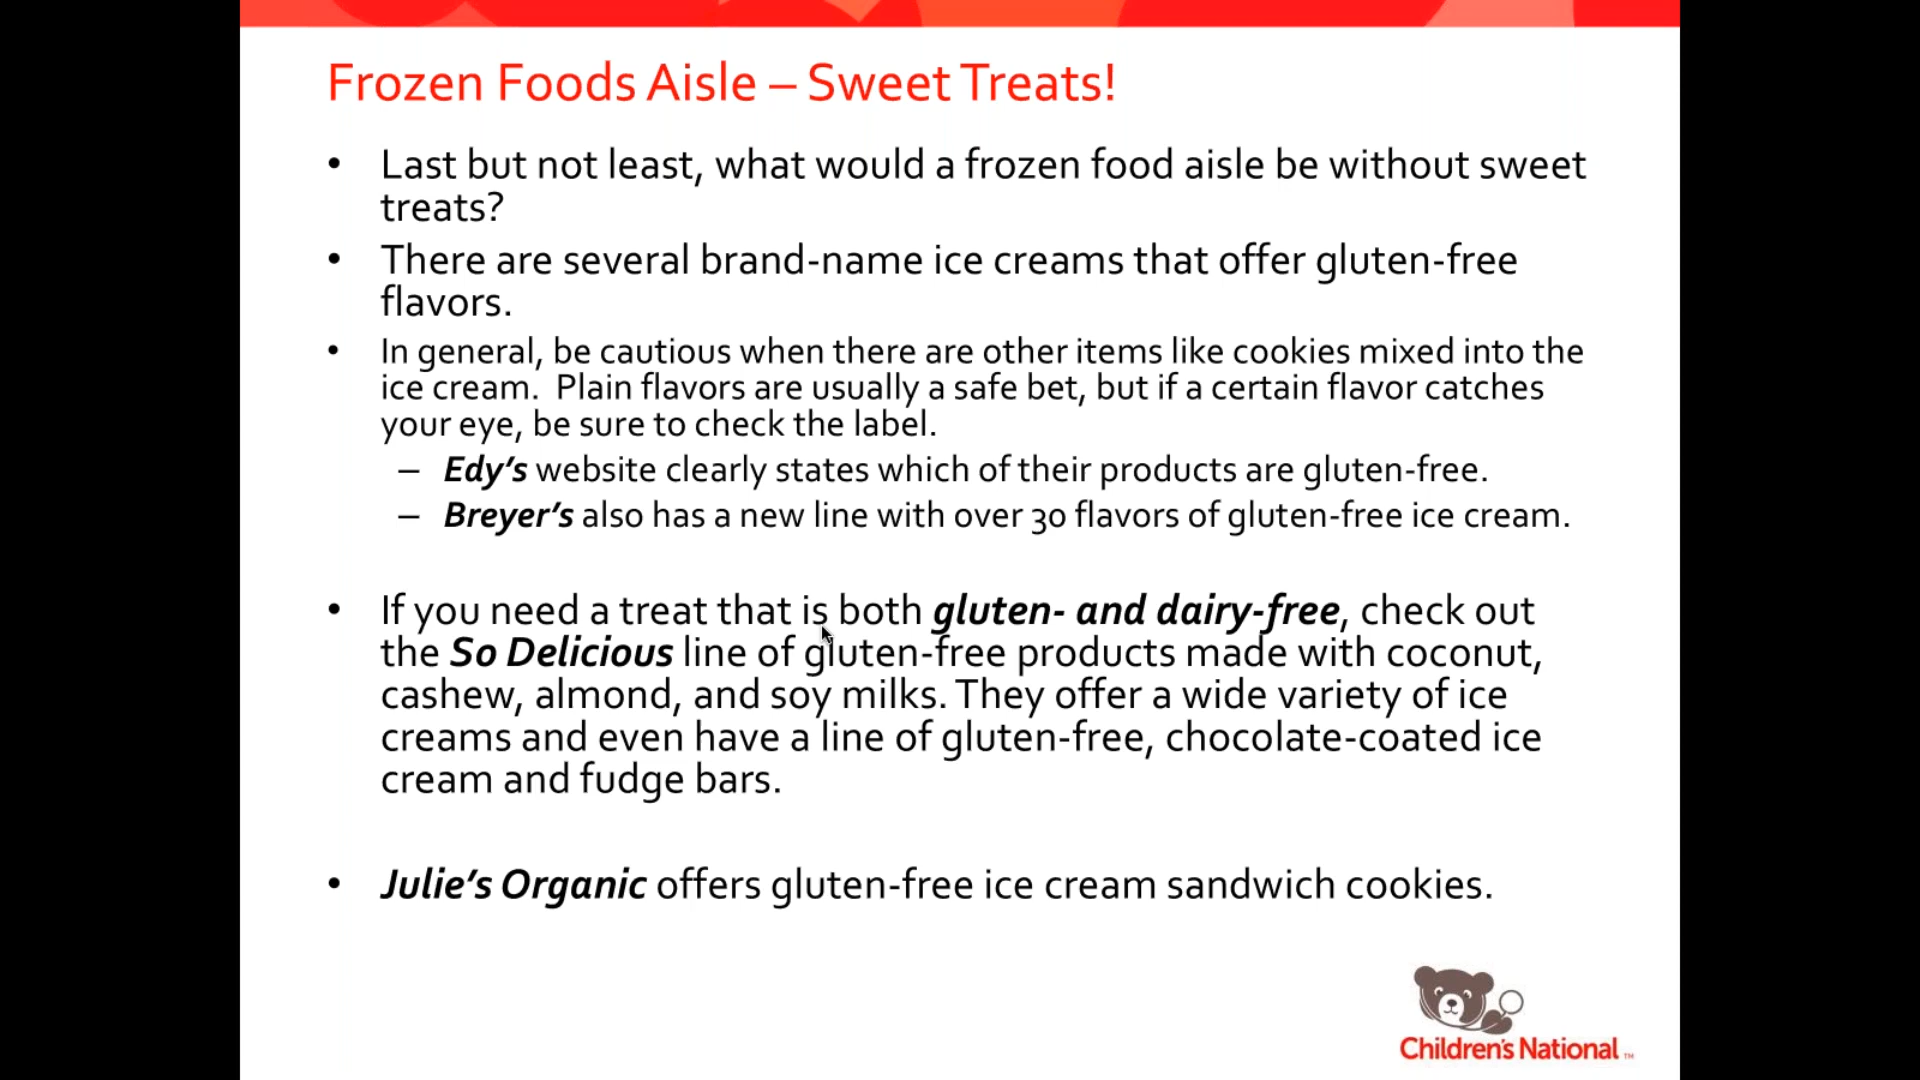 Frozen Foods Aisle – Sweet Treats!
• Last but not least, what would a frozen food aisle be without sweet
treats?
• There are several brand-name ice creams that offer gluten-free
flavors.
• In general, be cautious when there are other items like cookies mixed into the
ice cream.  Plain flavors are usually a safe bet, but if a certain flavor catches
your eye, be sure to check the label.
– Edy’s website clearly states which of their products are gluten-free.
– Breyer’s also has a new line with over 30 flavors of gluten-free ice cream.
• If you need a treat that is both gluten- and dairy-free, check out
the So Delicious line of gluten-free products made with coconut,
cashew, almond, and soy milks. They offer a wide variety of ice
creams and even have a line of gluten-free, chocolate-coated ice
cream and fudge bars.
• Julie’s Organic offers gluten-free ice cream sandwich cookies.
Children's National ™